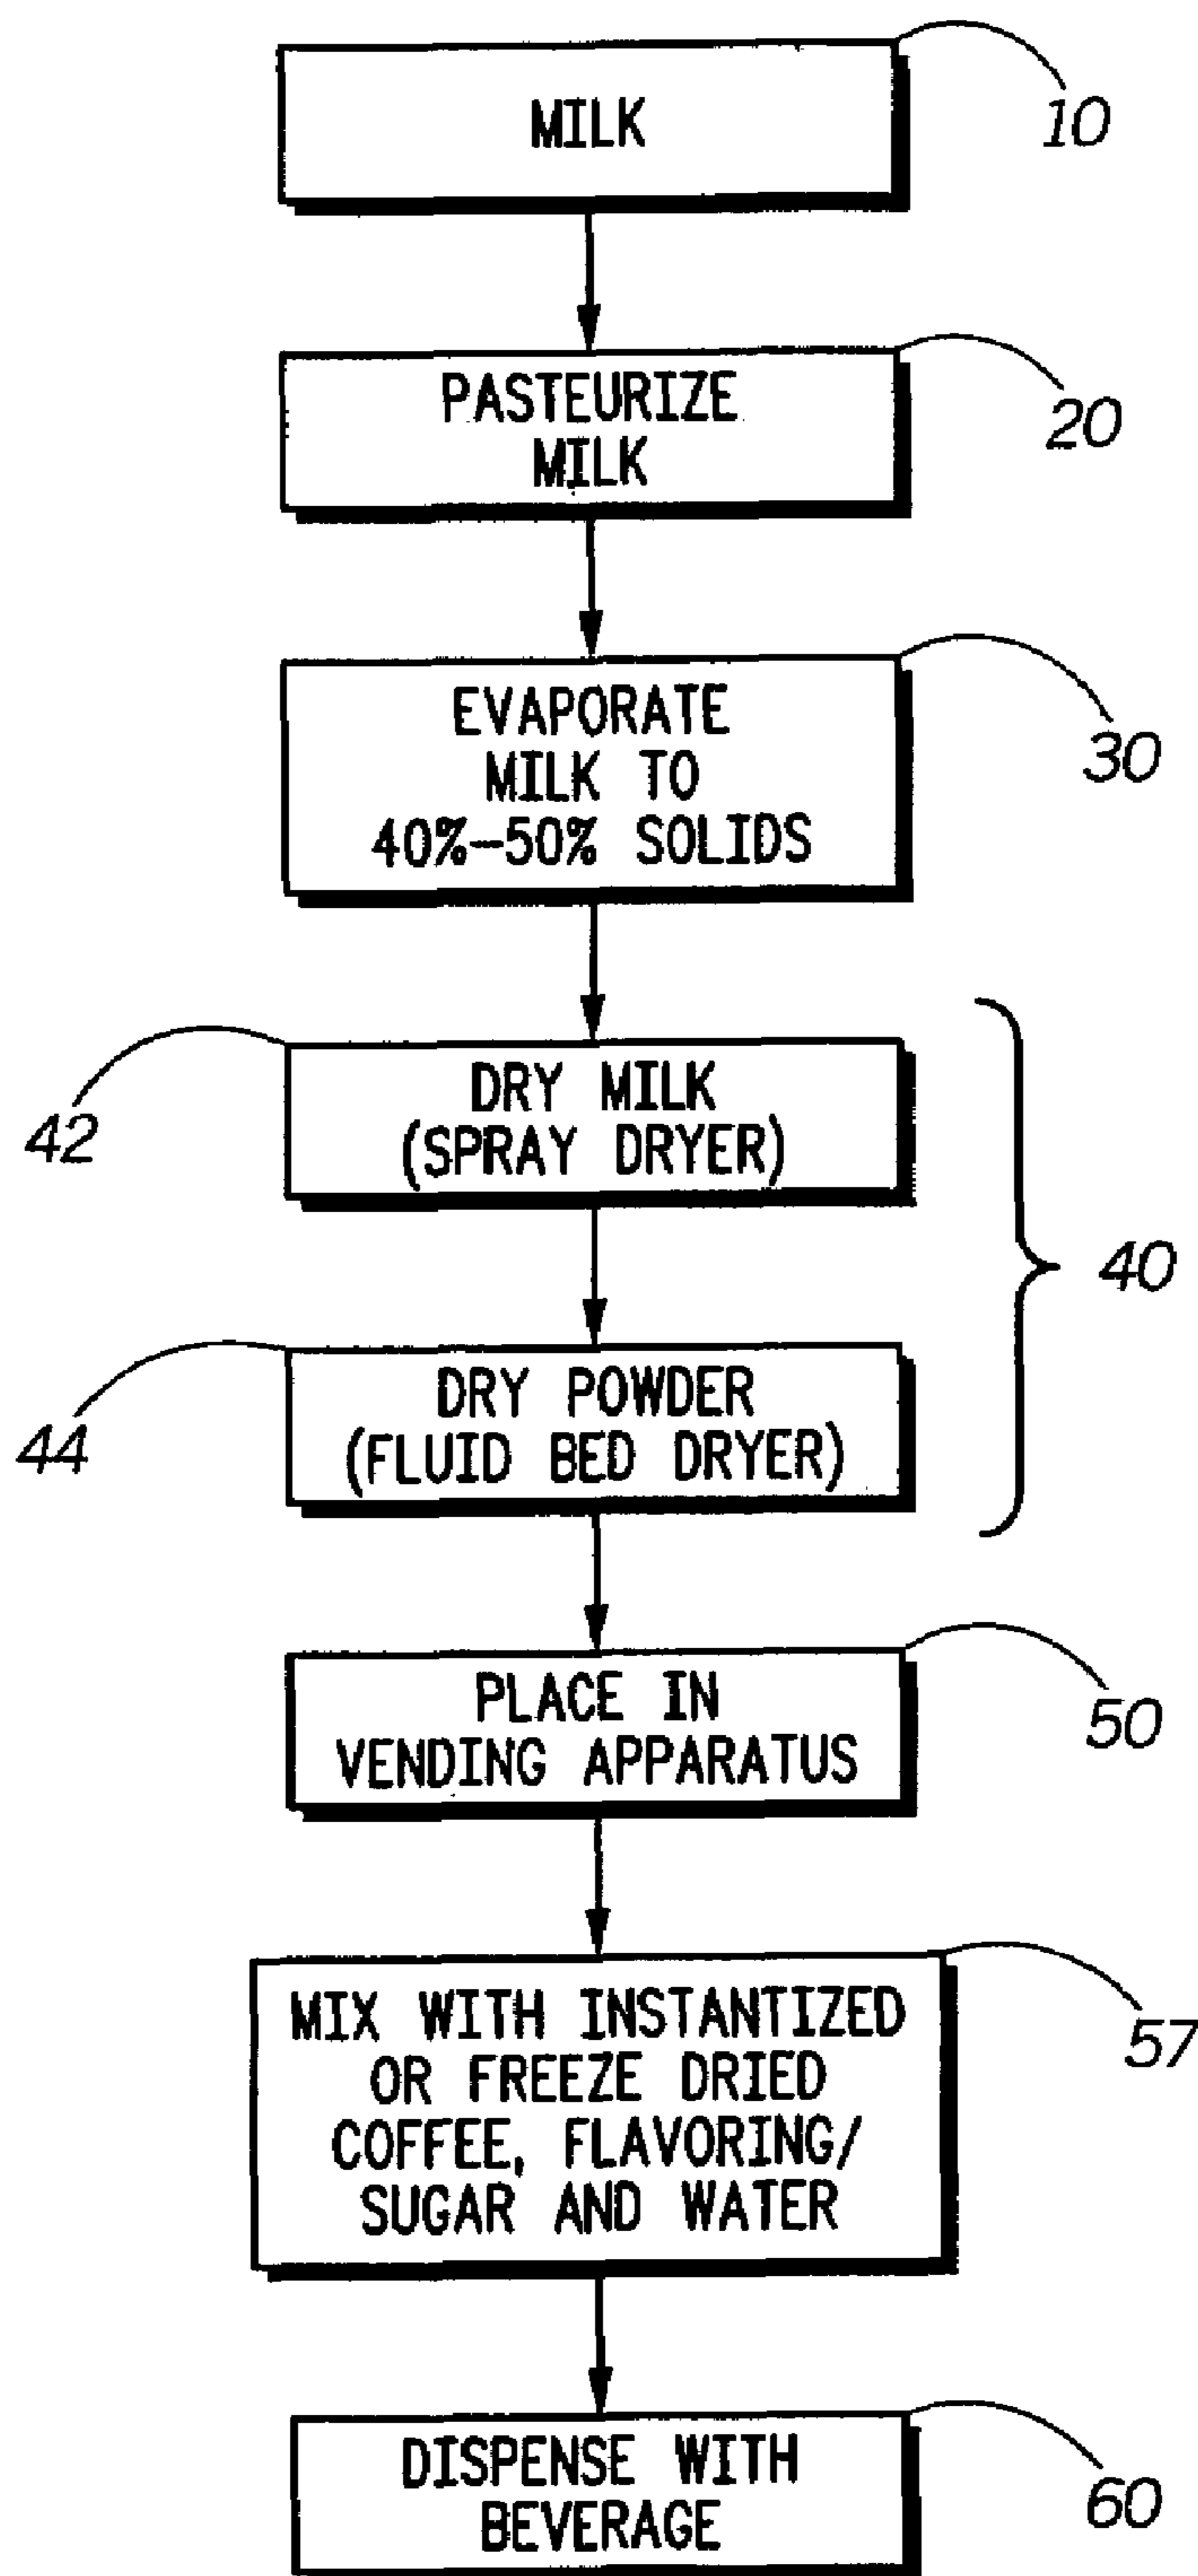 MILK
10
PASTEURIZE
MILK
20
EVAPORATE
MILK TO
40%-50% SOLIDS
30
DRY MILK
(SPRAY DRYER)
42
40
DRY POWDER
(FLUID BED DRYER)
44
PLACE IN
VENDING APPARATUS
50
MIX WITH INSTANTIZED
OR FREEZE DRIED
COFFEE, FLAVORING/
SUGAR AND WATER
57
DISPENSE WITH
BEVERAGE
60